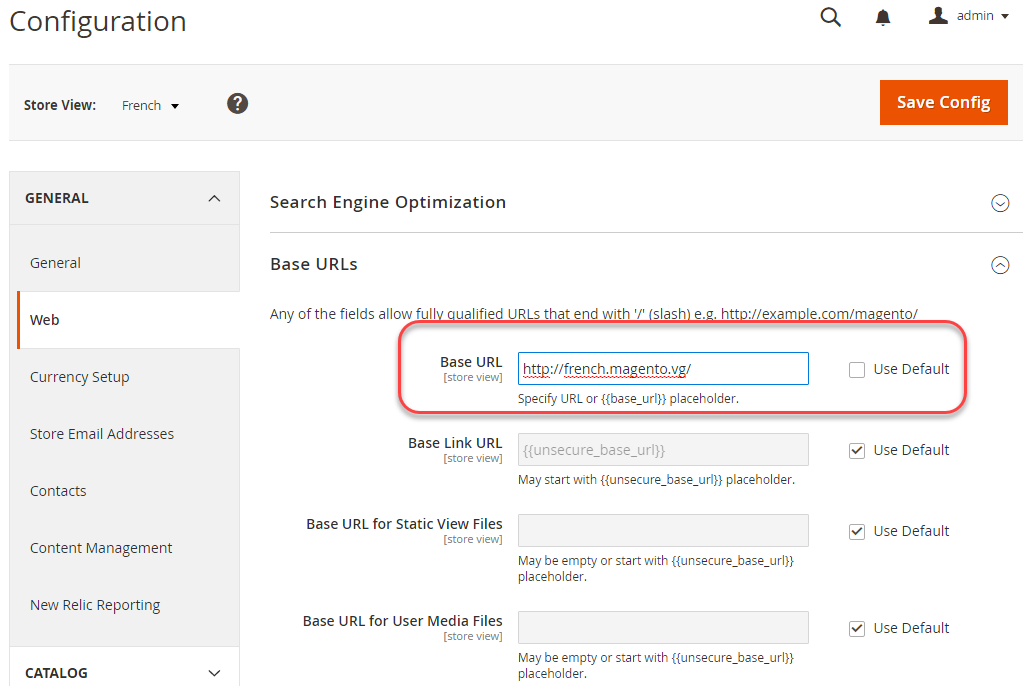 Configuration
admin
Store View: French ?
Save Config
GENERAL
General
Web
Currency Setup
Store Email Addresses
Contacts
Content Management
New Relic Reporting
CATALOG
Search Engine Optimization
Base URLs
Any of the fields allow fully qualified URLs that end with '/' (slash) e.g. http://example.com/magento/
Base URL
[store view]
http://french.magento.vg/
Use Default
Specify URL or {{base_url}} placeholder.
Base Link URL
[store view]
{{unsecure_base_url}}
Use Default
May start with {{unsecure_base_url}} placeholder.
Base URL for Static View Files
[store view]
Use Default
May be empty or start with {{unsecure_base_url}}
placeholder.
Base URL for User Media Files
[store view]
Use Default
May be empty or start with {{unsecure_base_url}}
placeholder.